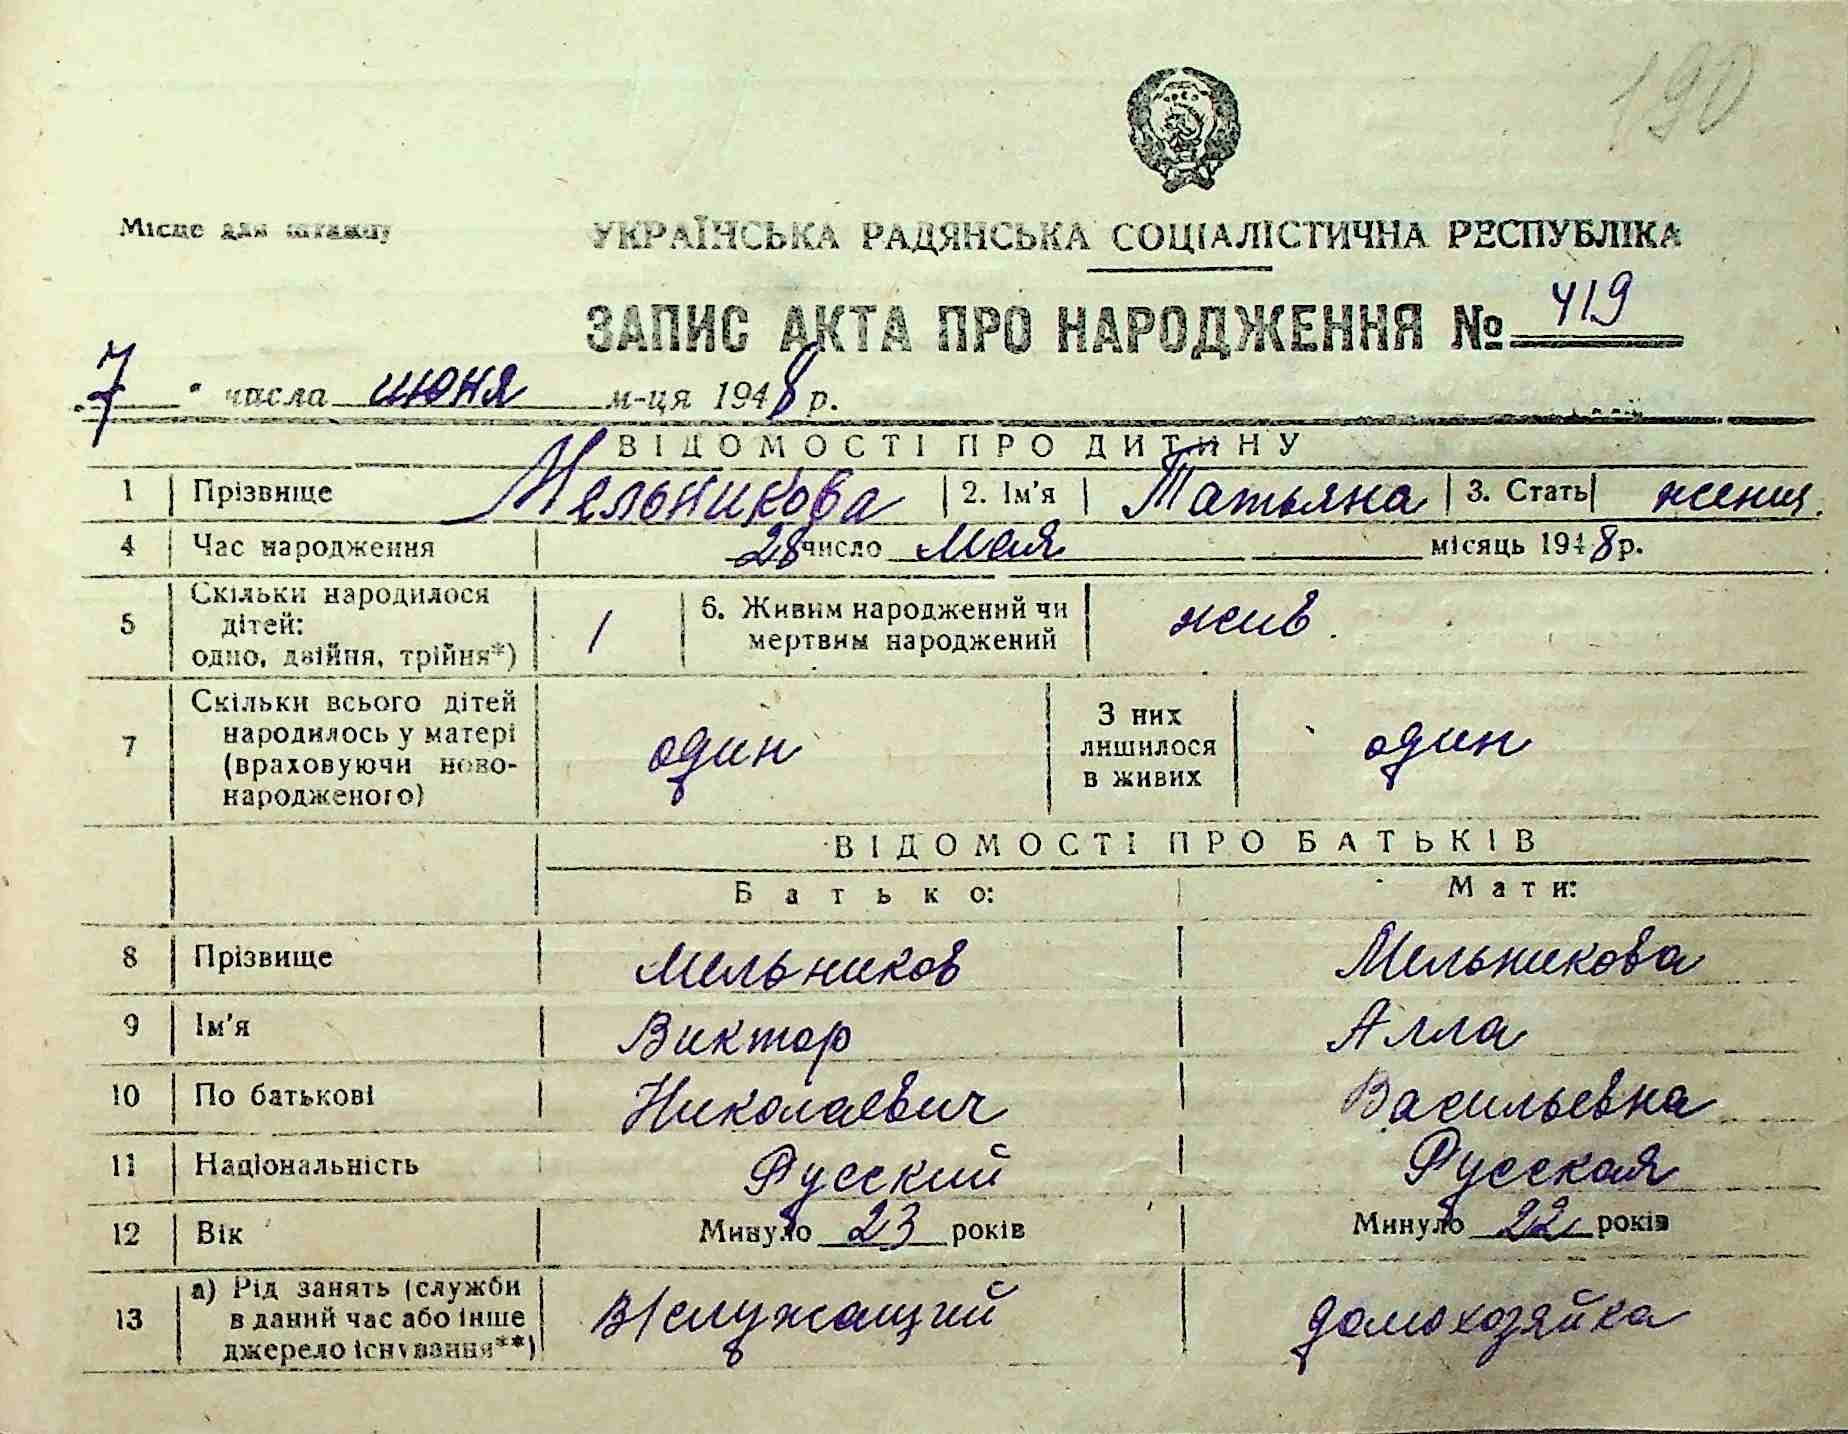 190
Місце для штампу
УКРАЇНСЬКА РАДЯНСЬКА СОЦІАЛІСТИЧНА РЕСПУБЛІКА
ЗАПИС АКТА ПРО НАРОДЖЕННЯ № 419
7 " числа июня м-ця 1948 р.
ВІДОМОСТІ ПРО ДИТИНУ
1 Прізвище Мельникова 2. Ім'я Татьяна 3. Стать женщ.
4 Час народження 28 число мая місяць 1948 р.
5 Скільки народилося дітей: одно, двійня, трійня*) 1 6. Живим народжений чи мертвим народжений жив.
7 Скільки всього дітей народилось у матері (враховуючи ново-народженого) один З них лишилося в живих один
ВІДОМОСТІ ПРО БАТЬКІВ
Батько: Мати:
8 Прізвище Мельников Мельникова
9 Ім'я Виктор Алла
10 По батькові Николаевич Васильевна
11 Національність Русский Русская
12 Вік Минуло 23 років Минуло 22 років
13 а) Рід занять (служби в даний час або інше джерело існування**) в/служащий домохозяйка